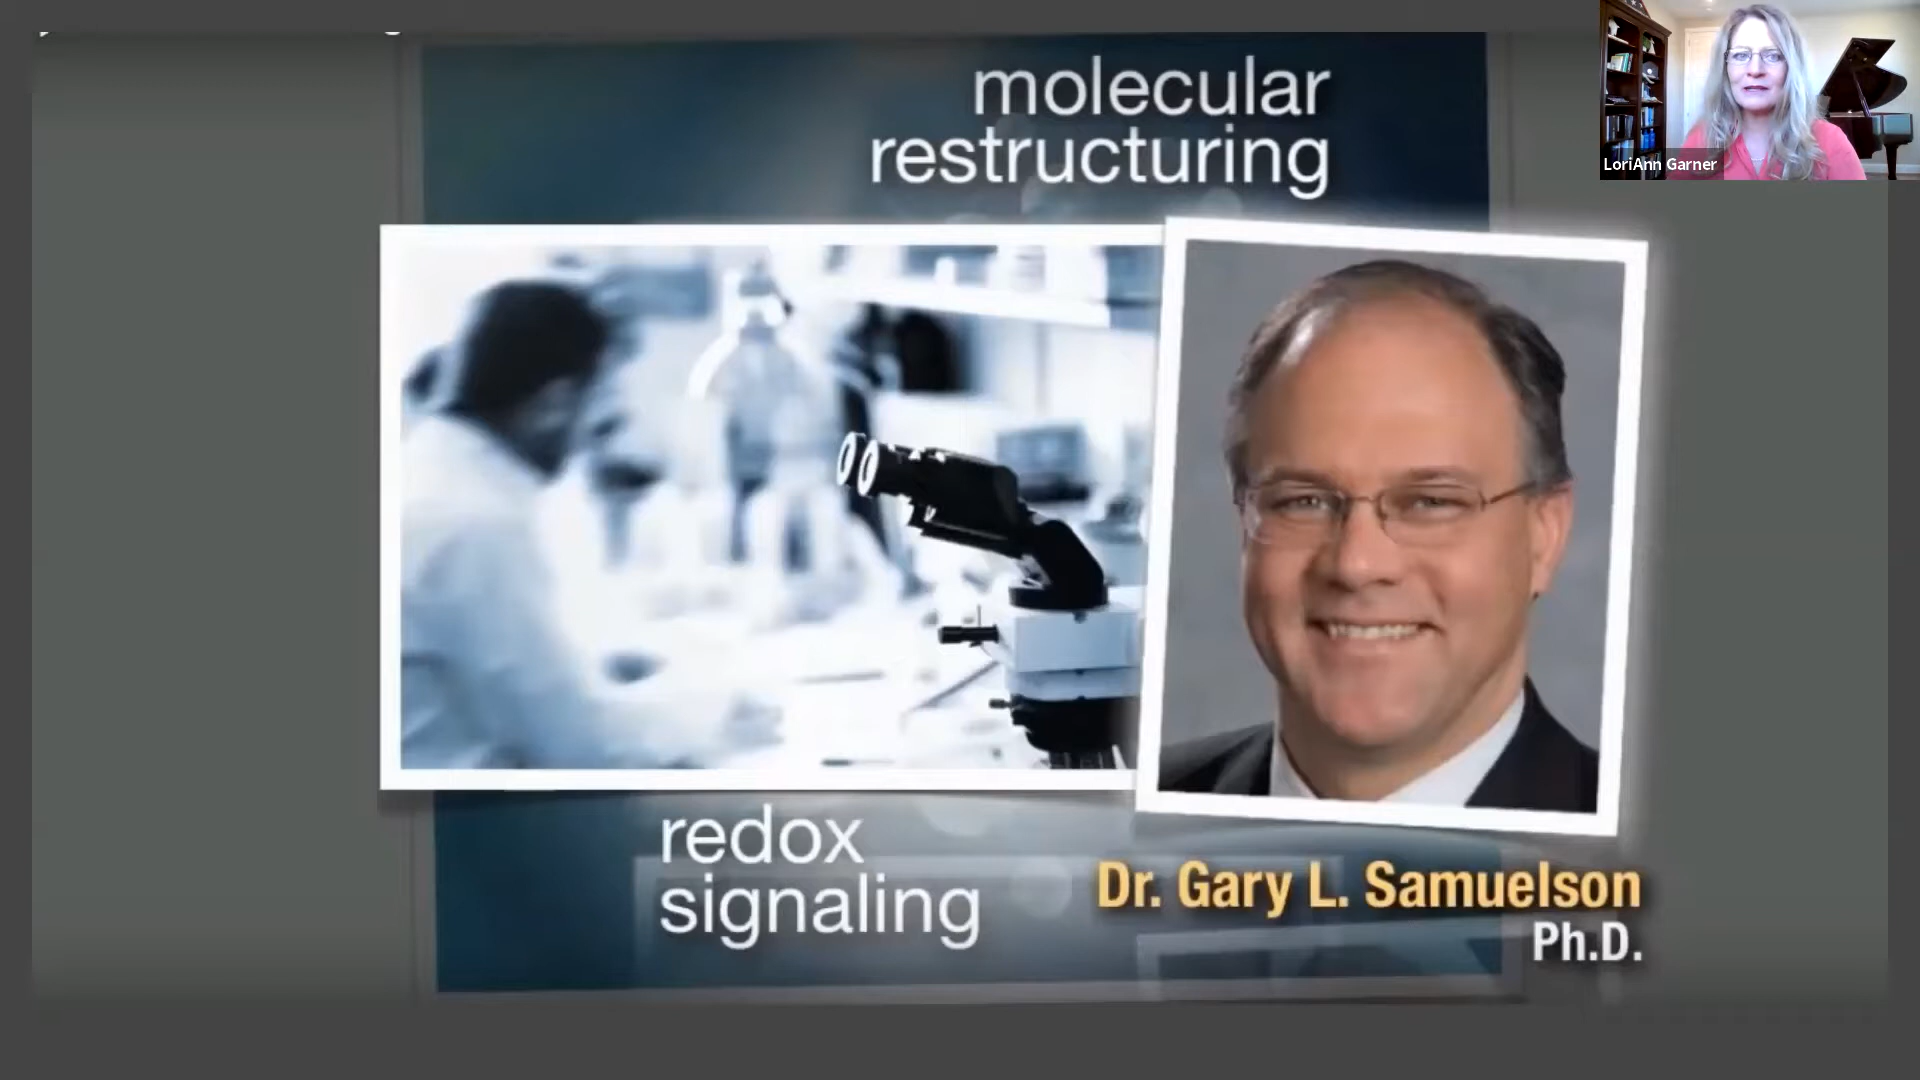 molecular
restructuring
LoriAnn Garner
redox
signaling
Dr. Gary L. Samuelson
Ph.D.